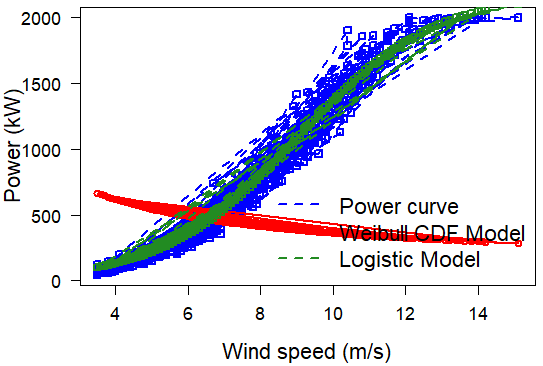 2000
1500
1000
500
0
Power (kW)
Power curve
Weibull CDF Model
Logistic Model
4 6 8 10 12 14
Wind speed (m/s)